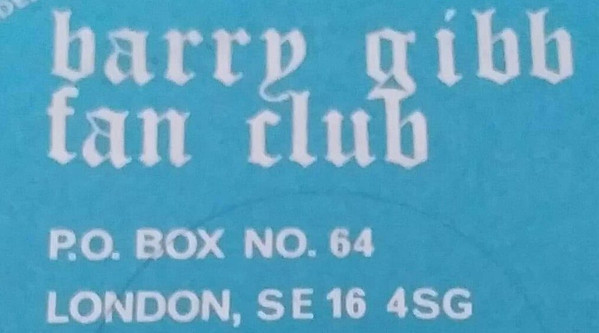 barry gibb
fan club
P.O. BOX NO. 64
LONDON, SE 16 4SG